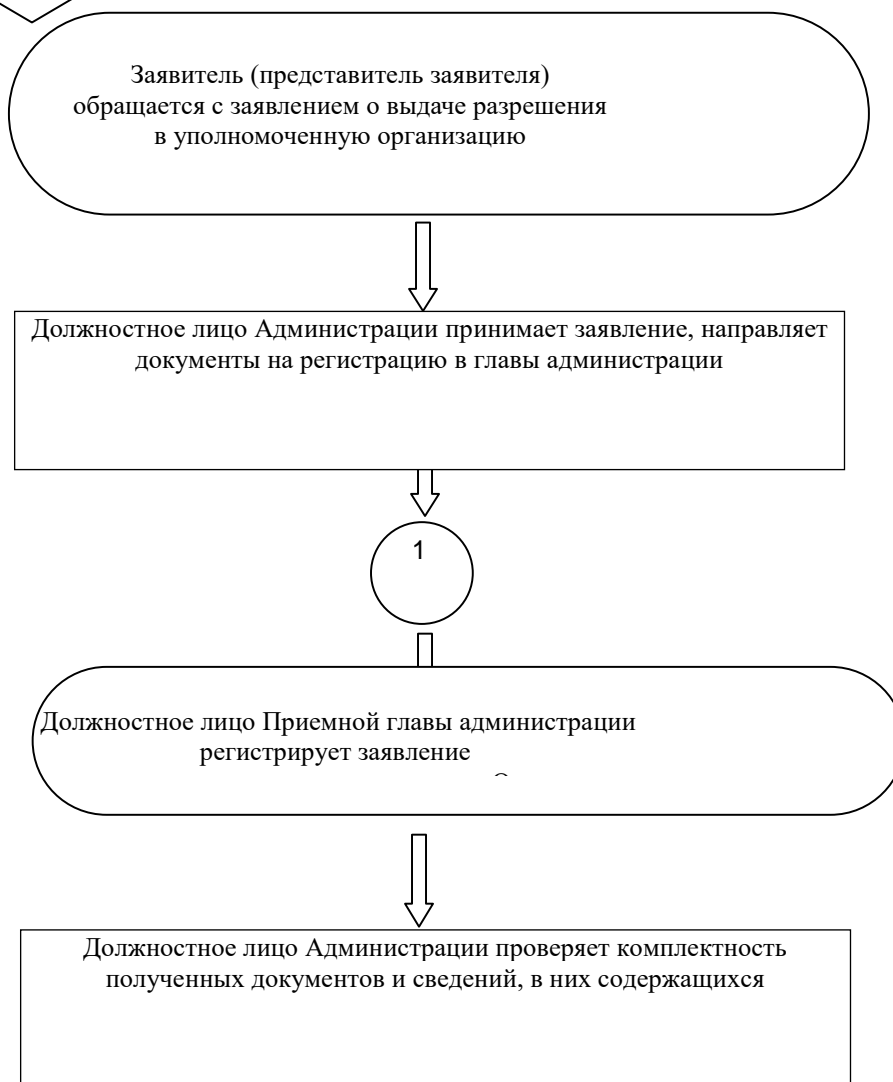 Заявитель (представитель заявителя)
обращается с заявлением о выдаче разрешения
в уполномоченную организацию
Должностное лицо Администрации принимает заявление, направляет
документы на регистрацию в главы администрации
1
Должностное лицо Приемной главы администрации
регистрирует заявление
Должностное лицо Администрации проверяет комплектность
полученных документов и сведений, в них содержащихся